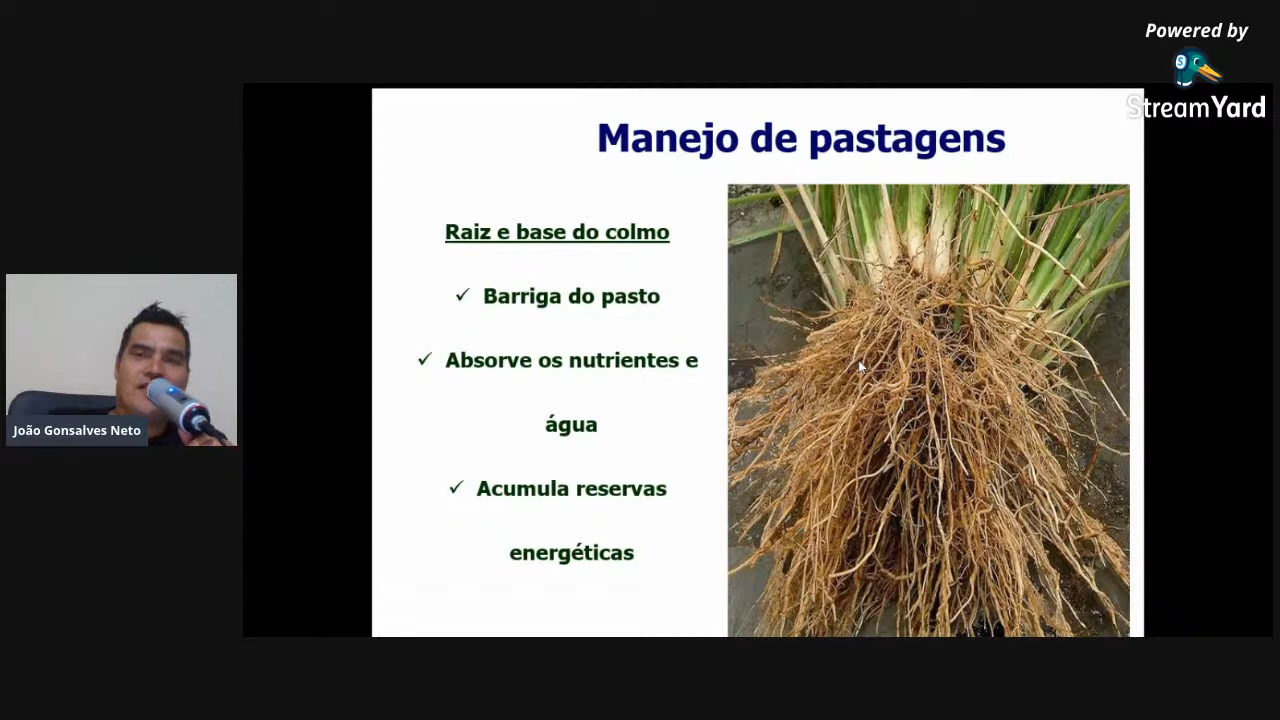 Powered by
StreamYard
Manejo de pastagens
Raiz e base do colmo
✓ Barriga do pasto
✓ Absorve os nutrientes e
água
✓ Acumula reservas
energéticas
João Gonsalves Neto